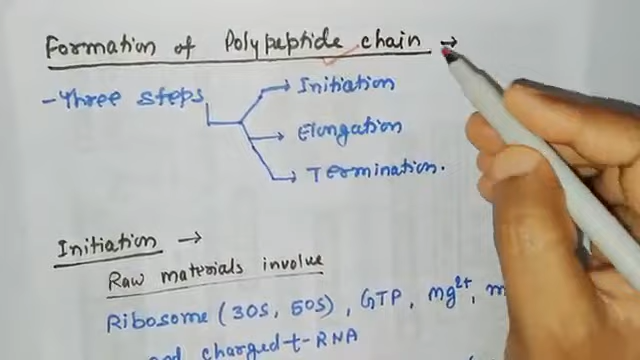 Formation of Polypeptide chain →
- Three steps → Initiation
→ Elongation
→ Termination.
Initiation →
Raw materials involve
Ribosome (30S, 50S), GTP, mg2+,
and charged-t-RNA